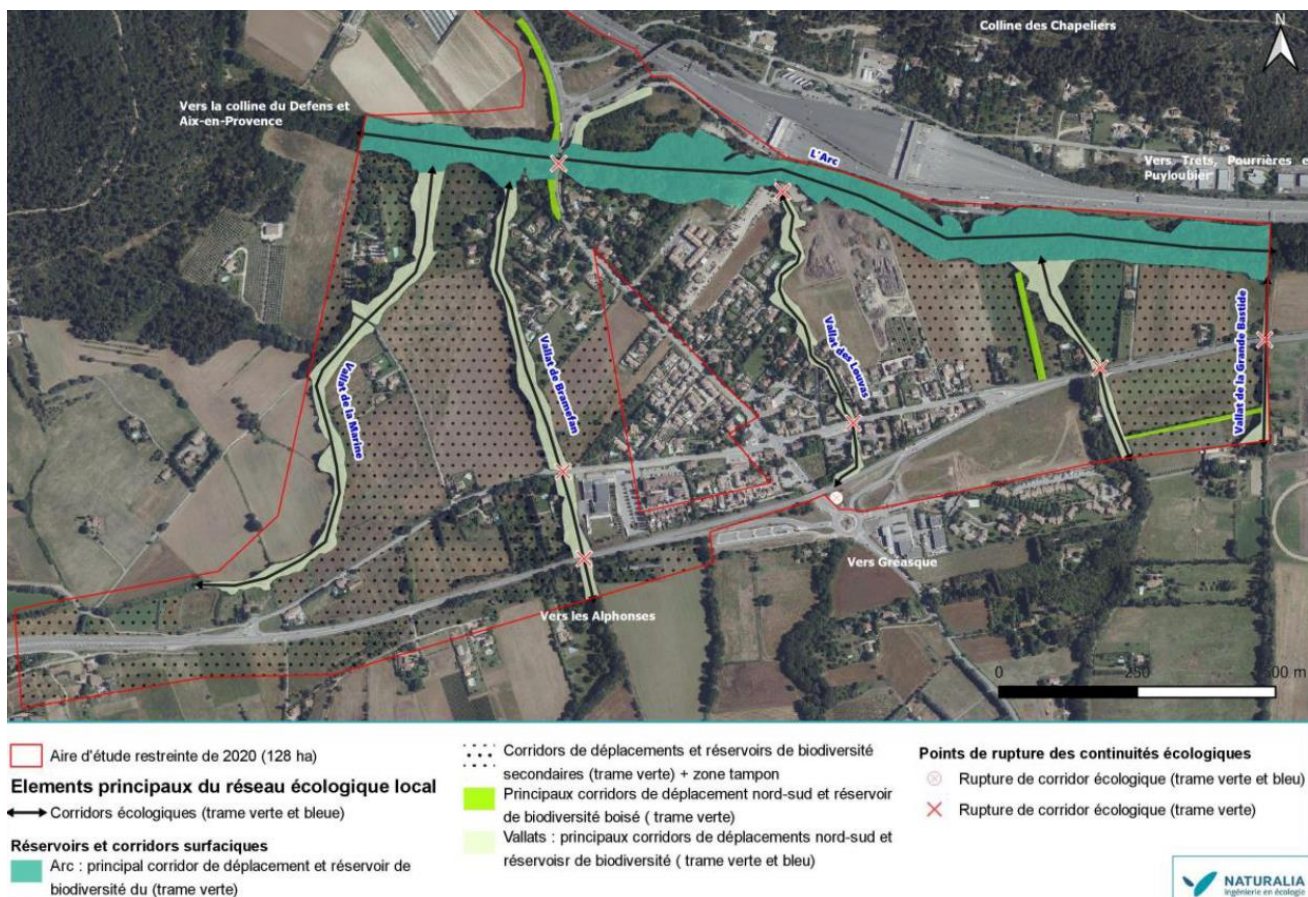 Colline des Chapeliers
N
Vers la colline du Defens et
Aix-en-Provence
L'Arc
Vers Trets, Pourrières e
Puyloubier
Vallat de la Marine
Vallat de Bramefan
Vallat des Louvas
Vallat de la Grande Bastide
Vers Gréasque
Vers les Alphonses
0 250 500 m
Aire d'étude restreinte de 2020 (128 ha)
Elements principaux du réseau écologique local
Corridors écologiques (trame verte et bleue)
Réservoirs et corridors surfaciques
Arc : principal corridor de déplacement et réservoir de
biodiversité du (trame verte)
Corridors de déplacements et réservoirs de biodiversité
secondaires (trame verte) + zone tampon
Principaux corridors de déplacement nord-sud et réservoir
de biodiversité boisé ( trame verte)
Vallats : principaux corridors de déplacements nord-sud et
réservoisr de biodiversité ( trame verte et bleu)
Points de rupture des continuités écologiques
Rupture de corridor écologique (trame verte et bleu)
Rupture de corridor écologique (trame verte)
NATURALIA
Ingénierie en écologie